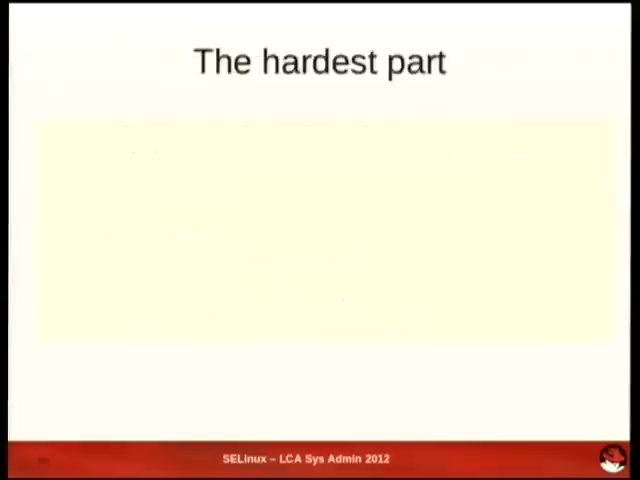 The hardest part
SELinux – LCA Sys Admin 2012